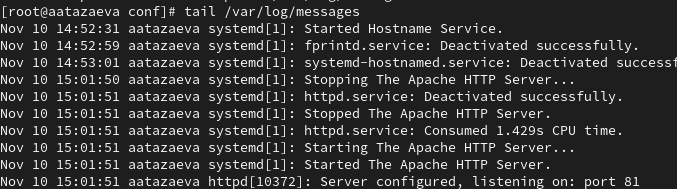 [root@aatazaeva conf]# tail /var/log/messages
Nov 10 14:52:31 aatazaeva systemd[1]: Started Hostname Service.
Nov 10 14:52:59 aatazaeva systemd[1]: fprintd.service: Deactivated successfully.
Nov 10 14:53:01 aatazaeva systemd[1]: systemd-hostnamed.service: Deactivated successf
Nov 10 15:01:50 aatazaeva systemd[1]: Stopping The Apache HTTP Server...
Nov 10 15:01:51 aatazaeva systemd[1]: httpd.service: Deactivated successfully.
Nov 10 15:01:51 aatazaeva systemd[1]: Stopped The Apache HTTP Server.
Nov 10 15:01:51 aatazaeva systemd[1]: httpd.service: Consumed 1.429s CPU time.
Nov 10 15:01:51 aatazaeva systemd[1]: Starting The Apache HTTP Server...
Nov 10 15:01:51 aatazaeva systemd[1]: Started The Apache HTTP Server.
Nov 10 15:01:51 aatazaeva httpd[10372]: Server configured, listening on: port 81